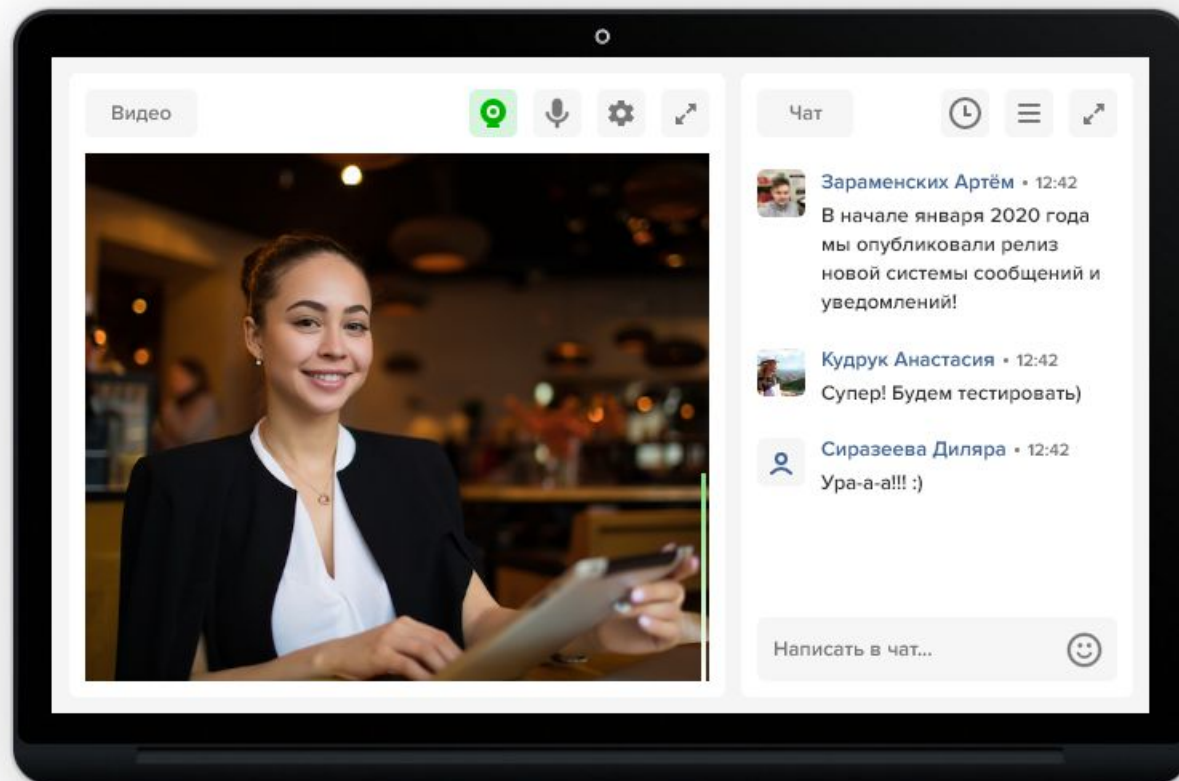 Видео
Чат
Зараменских Артём • 12:42
В начале января 2020 года
мы опубликовали релиз
новой системы сообщений и
уведомлений!
Кудрук Анастасия • 12:42
Супер! Будем тестировать)
Сиразеева Диляра • 12:42
Ура-а-а!!! :)
Написать в чат...